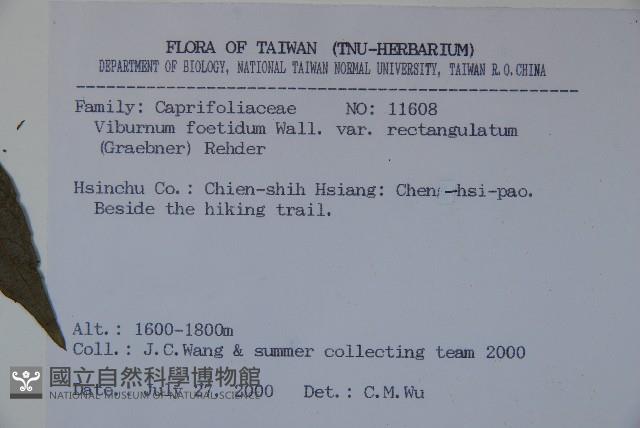 FLORA OF TAIWAN (TNU-HERBARIUM)
DEPARTMENT OF BIOLOGY, NATIONAL TAIWAN NORMAL UNIVERSITY, TAIWAN R.O.CHINA
Family: Caprifoliaceae NO: 11608
Viburnum foetidum Wall. var. rectangulatum
(Graebner) Rehder
Hsinchu Co.: Chien-shih Hsiang: Chen-hsi-pao.
Beside the hiking trail.
Alt.: 1600-1800m
Coll.: J.C.Wang & summer collecting team 2000
Date.: July 27, 2000 Det.: C.M.Wu
國立自然科學博物館
NATIONAL MUSEUM OF NATURAL SCIENCE